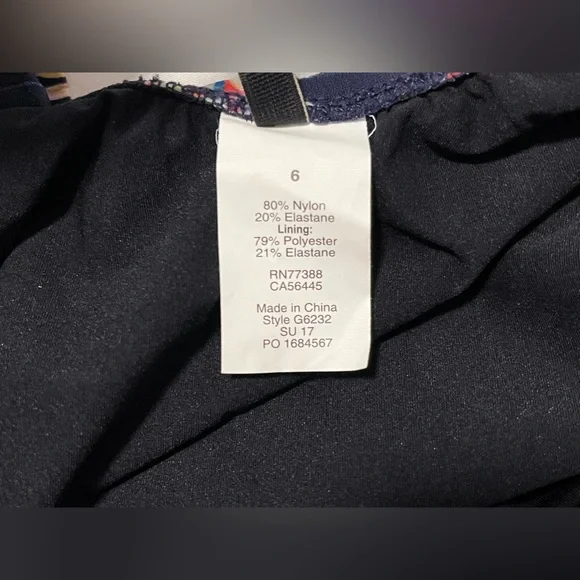 6
80% Nylon
20% Elastane
Lining:
79% Polyester
21% Elastane
RN77388
CA56445
Made in China
Style G6232
SU 17
PO 1684567